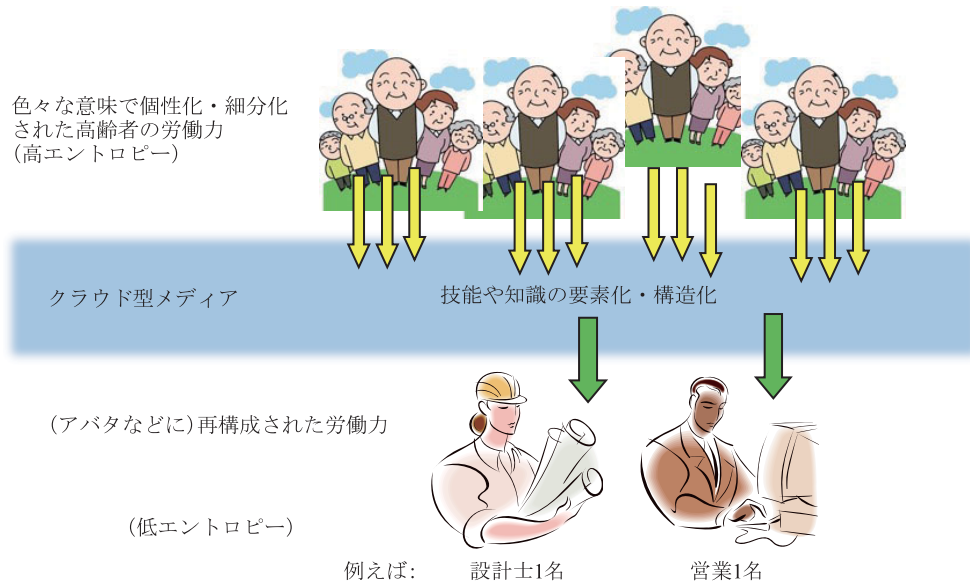 色々な意味で個性化・細分化
された高齢者の労働力
(高エントロピー)
クラウド型メディア
技能や知識の要素化・構造化
(アバタなどに)再構成された労働力
(低エントロピー)
例えば:
設計士1名
営業1名